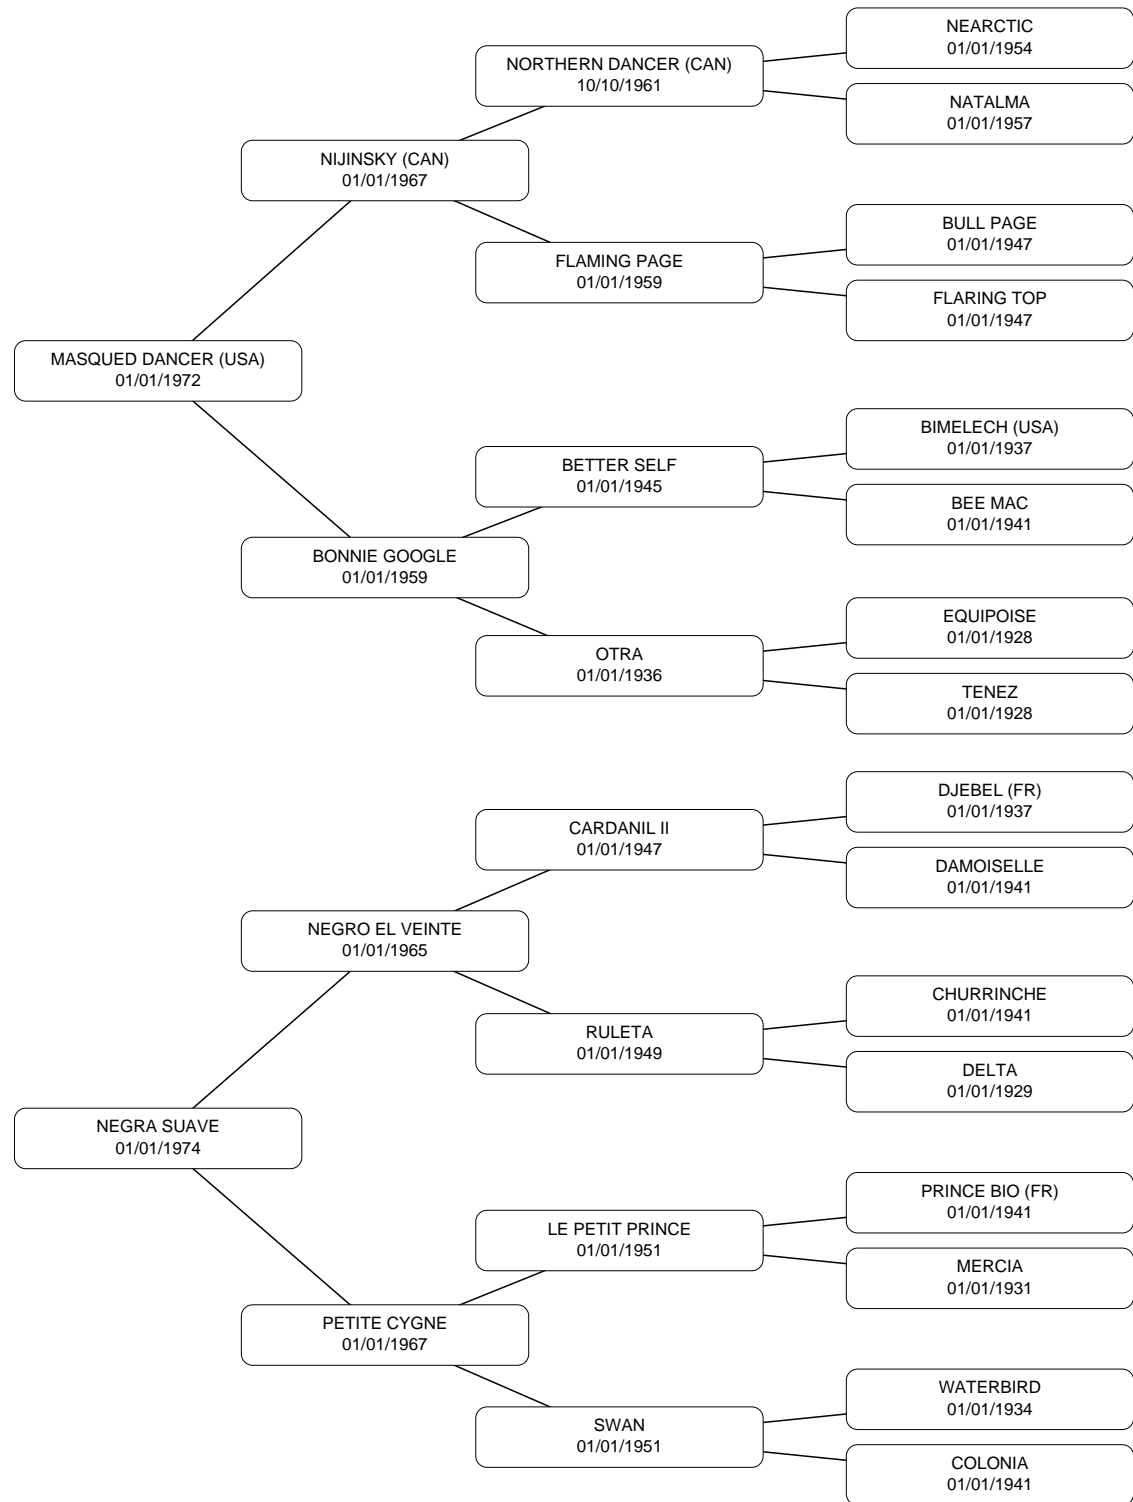 NEARCTIC
01/01/1954
NORTHERN DANCER (CAN)
10/10/1961
NATALMA
01/01/1957
NIJINSKY (CAN)
01/01/1967
BULL PAGE
01/01/1947
FLAMING PAGE
01/01/1959
FLARING TOP
01/01/1947
MASQUED DANCER (USA)
01/01/1972
BIMELECH (USA)
01/01/1937
BETTER SELF
01/01/1945
BEE MAC
01/01/1941
BONNIE GOOGLE
01/01/1959
EQUIPOISE
01/01/1928
OTRA
01/01/1936
TENEZ
01/01/1928
DJEBEL (FR)
01/01/1937
CARDANIL II
01/01/1947
DAMOISELLE
01/01/1941
NEGRO EL VEINTE
01/01/1965
CHURRINCHE
01/01/1941
RULETA
01/01/1949
DELTA
01/01/1929
NEGRA SUAVE
01/01/1974
PRINCE BIO (FR)
01/01/1941
LE PETIT PRINCE
01/01/1951
MERCIA
01/01/1931
PETITE CYGNE
01/01/1967
WATERBIRD
01/01/1934
SWAN
01/01/1951
COLONIA
01/01/1941